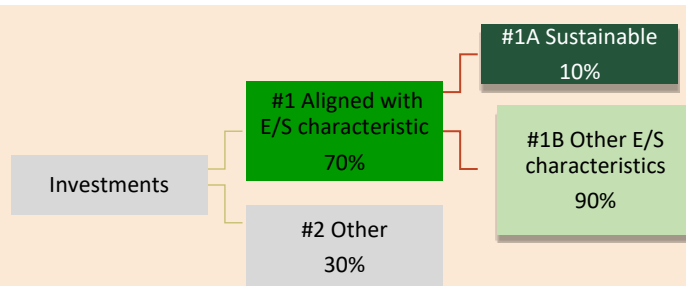 Investments
#1 Aligned with
E/S characteristic
70%
#2 Other
30%
#1A Sustainable
10%
#1B Other E/S
characteristics
90%